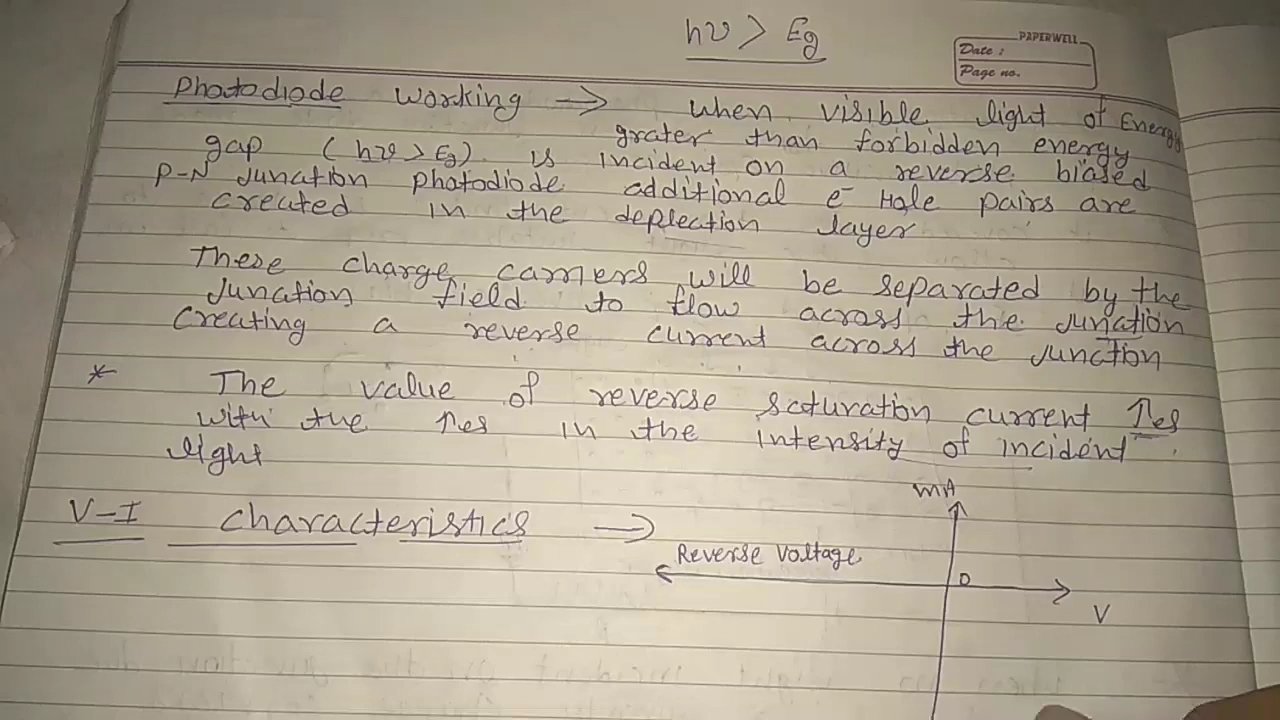 hν > Eg
PAPERWELL
Date :
Page no.
Photodiode working → when visible light of Energy
grater than forbidden energy
gap (hν > Eg) is incident on a reverse biased
P-N Junation photodiode additional e⁻ Hole pairs are
created in the deplection layer
These charge carriers will be separated by the
Junation field to flow across the Junation
Creating a reverse current across the Junction
* The value of reverse saturation current ↑es
with the ↑es in the intensity of incident
light
V-I Characteristics →
mA
Reverse Voltage
O
V